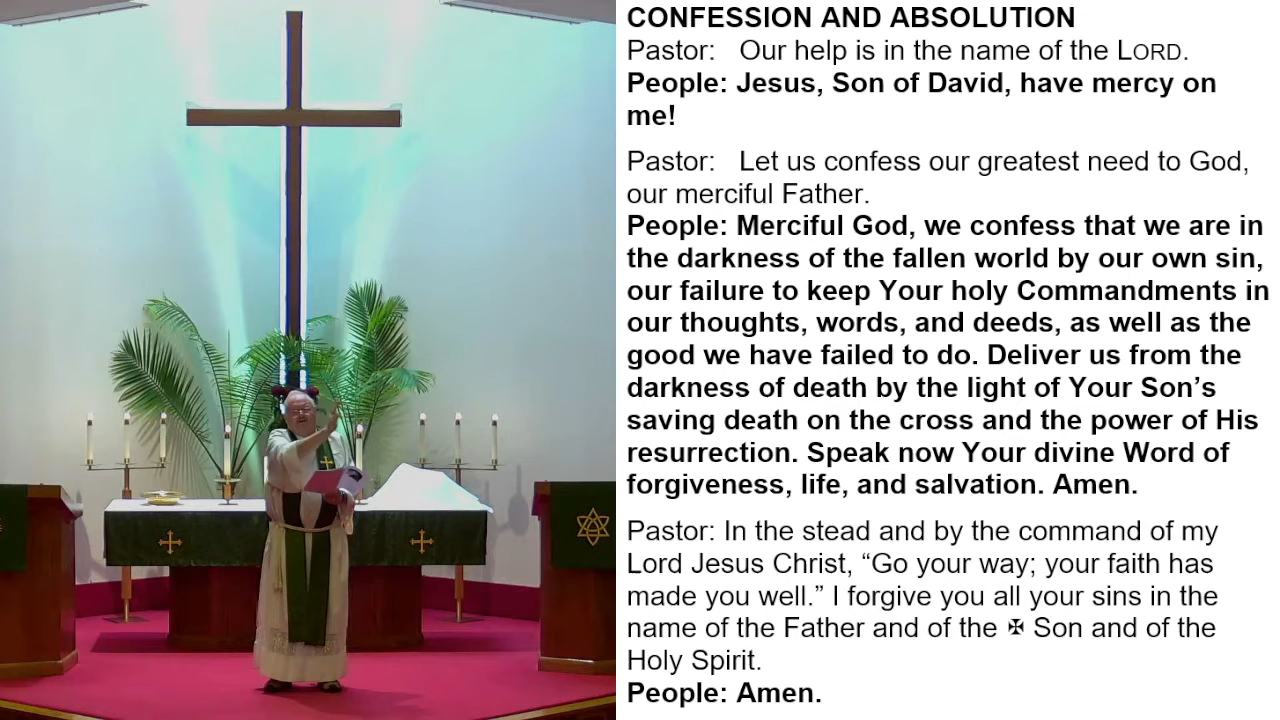 CONFESSION AND ABSOLUTION
Pastor: Our help is in the name of the LORD.
People: Jesus, Son of David, have mercy on
me!
Pastor: Let us confess our greatest need to God,
our merciful Father.
People: Merciful God, we confess that we are in
the darkness of the fallen world by our own sin,
our failure to keep Your holy Commandments in
our thoughts, words, and deeds, as well as the
good we have failed to do. Deliver us from the
darkness of death by the light of Your Son’s
saving death on the cross and the power of His
resurrection. Speak now Your divine Word of
forgiveness, life, and salvation. Amen.
Pastor: In the stead and by the command of my
Lord Jesus Christ, “Go your way; your faith has
made you well.” I forgive you all your sins in the
name of the Father and of the ✠ Son and of the
Holy Spirit.
People: Amen.